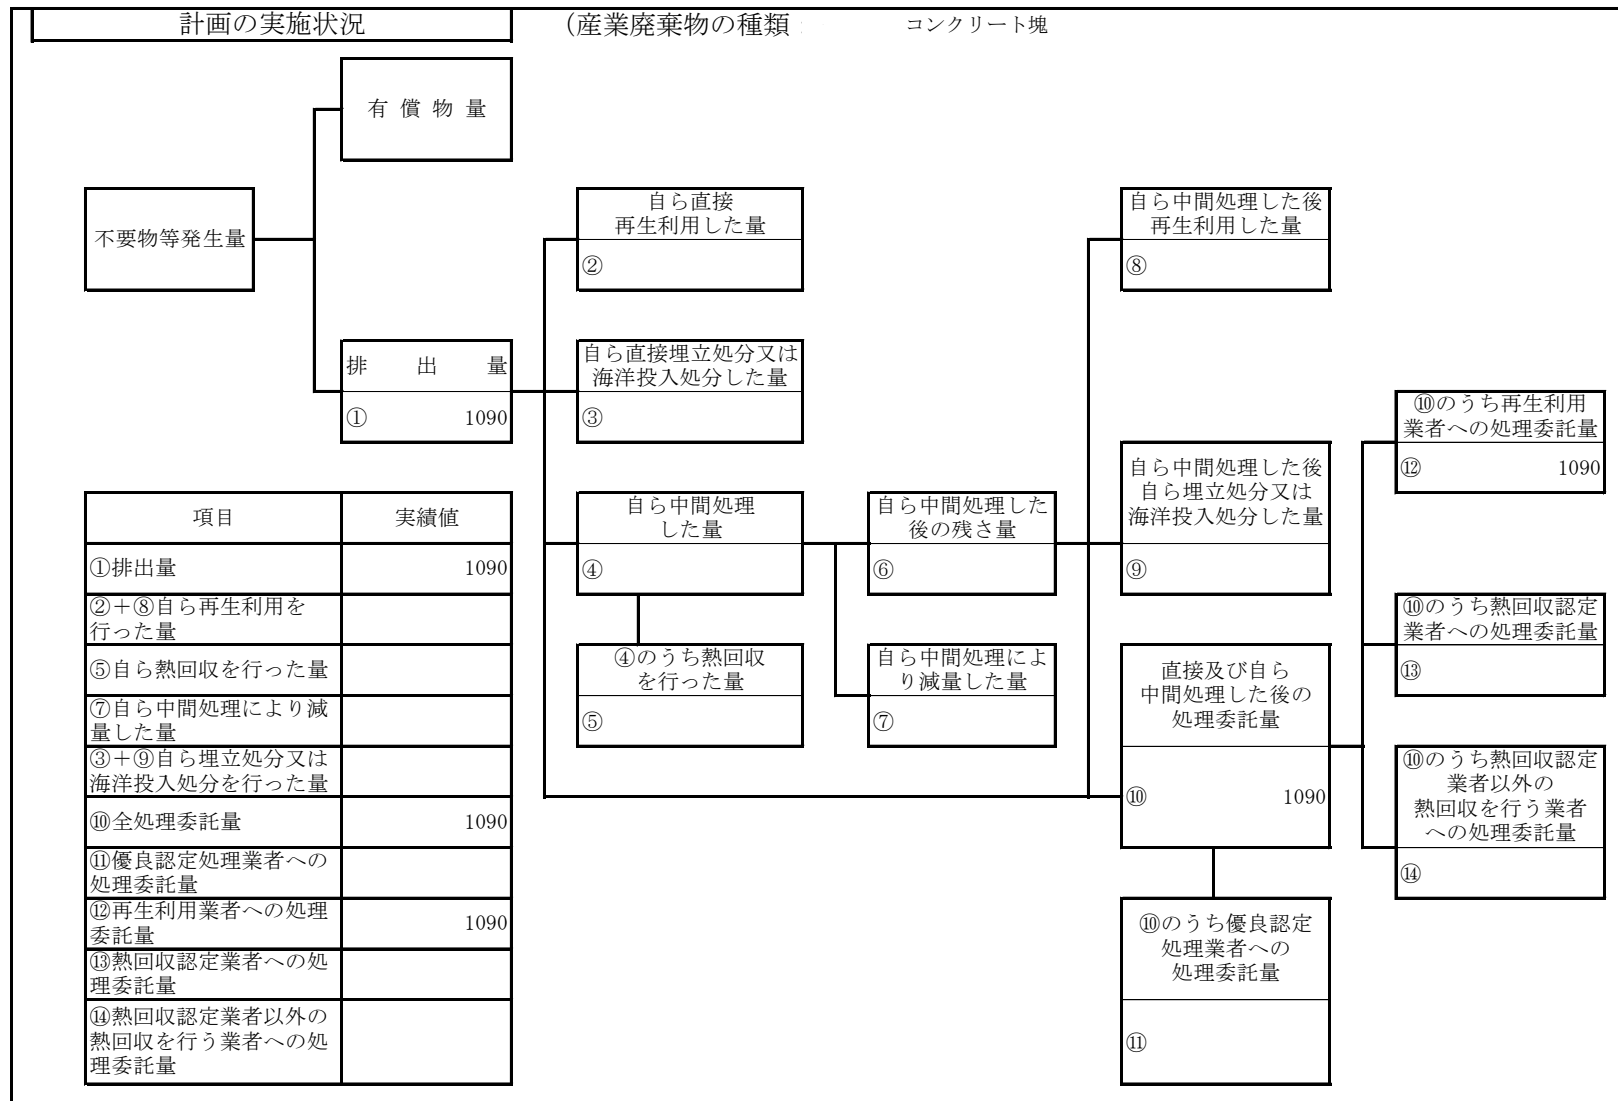 計画の実施状況
（産業廃棄物の種類：
コンクリート塊
有 償 物 量
不要物等発生量
自ら直接
再生利用した量
②
自ら中間処理した後
再生利用した量
⑧
排 出 量
① 1090
自ら直接埋立処分又は
海洋投入処分した量
③
⑩のうち再生利用
業者への処理委託量
⑫ 1090
自ら中間処理
した量
④
自ら中間処理した
後の残さ量
⑥
自ら中間処理した後
自ら埋立処分又は
海洋投入処分した量
⑨
⑩のうち熱回収認定
業者への処理委託量
⑬
④のうち熱回収
を行った量
⑤
自ら中間処理によ
り減量した量
⑦
直接及び自ら
中間処理した後の
処理委託量
⑩ 1090
⑩のうち熱回収認定
業者以外の
熱回収を行う業者
への処理委託量
⑭
⑩のうち優良認定
処理業者への
処理委託量
⑪
項目 実績値
①排出量 1090
②＋⑧自ら再生利用を
行った量
⑤自ら熱回収を行った量
⑦自ら中間処理により減
量した量
③＋⑨自ら埋立処分又は
海洋投入処分を行った量
⑩全処理委託量 1090
⑪優良認定処理業者への
処理委託量
⑫再生利用業者への処理
委託量 1090
⑬熱回収認定業者への処
理委託量
⑭熱回収認定業者以外の
熱回収を行う業者への処
理委託量